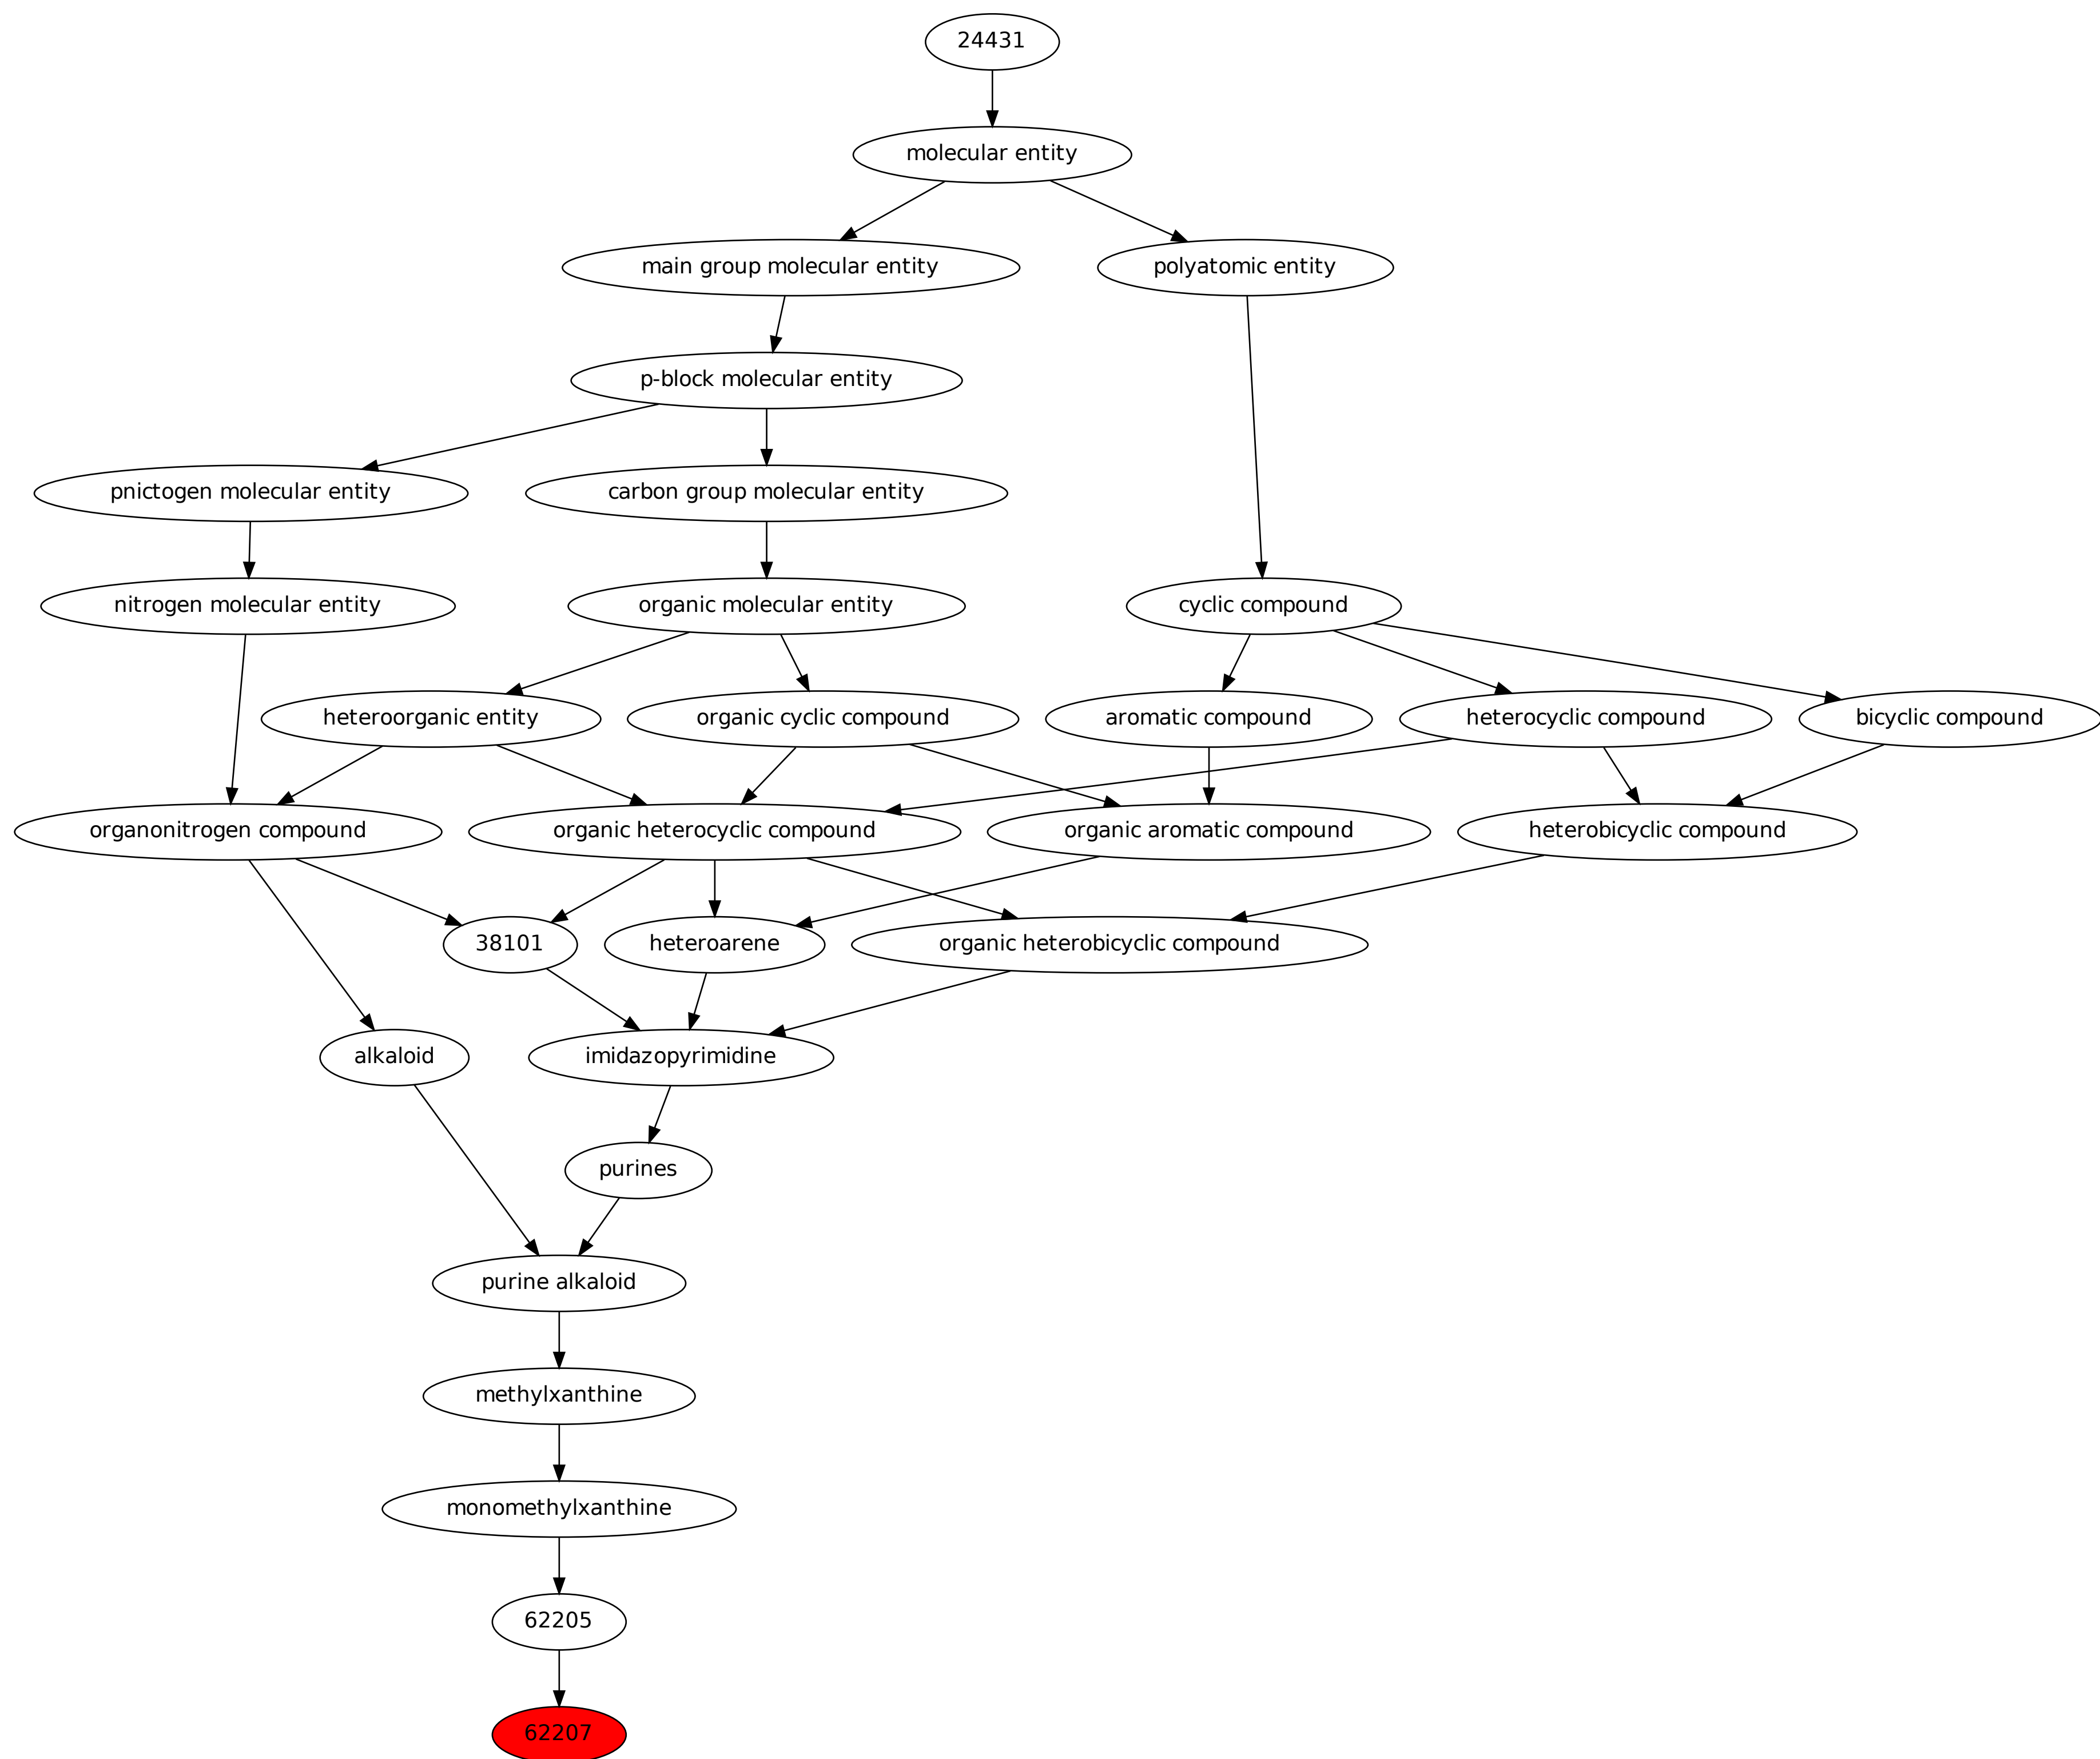 24431
molecular entity
main group molecular entity
polyatomic entity
p-block molecular entity
pnictogen molecular entity
carbon group molecular entity
nitrogen molecular entity
organic molecular entity
cyclic compound
heteroorganic entity
organic cyclic compound
aromatic compound
heterocyclic compound
bicyclic compound
organonitrogen compound
organic heterocyclic compound
organic aromatic compound
heterobicyclic compound
38101
heteroarene
organic heterobicyclic compound
alkaloid
imidazopyrimidine
purines
purine alkaloid
methylxanthine
monomethylxanthine
62205
62207